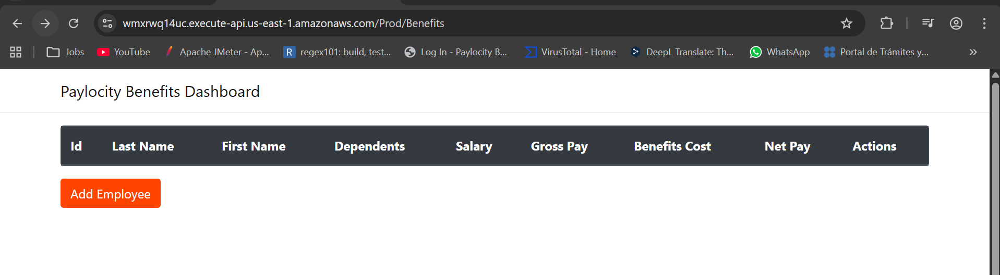 wmxrwq14uc.execute-api.us-east-1.amazonaws.com/Prod/Benefits
Jobs YouTube Apache JMeter - Ap... R regex101: build, test... Log In - Paylocity B... VirusTotal - Home DeepL Translate: Th... WhatsApp Portal de Trámites y...
Paylocity Benefits Dashboard
Id Last Name First Name Dependents Salary Gross Pay Benefits Cost Net Pay Actions
Add Employee